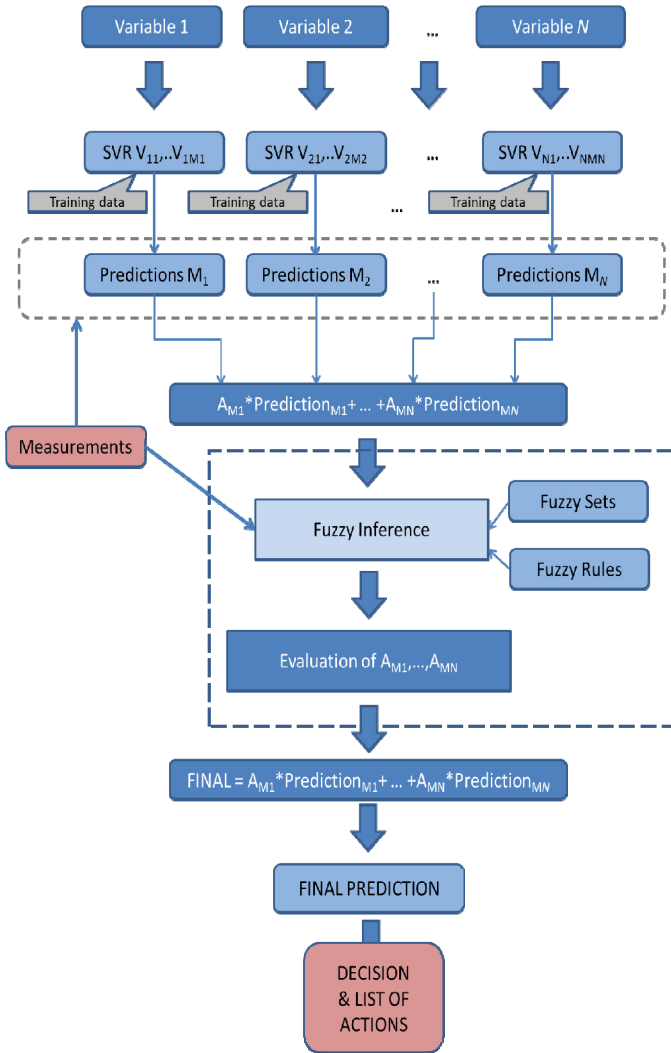 Variable 1
Variable 2
...
Variable N
SVR V11,..V1M1
SVR V21,..V2M2
...
SVR VN1,..VNMN
Training data
Training data
...
Training data
Predictions M1
Predictions M2
...
Predictions MN
AM1*PredictionM1+ ... +AMN*PredictionMN
Measurements
Fuzzy Inference
Fuzzy Sets
Fuzzy Rules
Evaluation of AM1,...,AMN
FINAL = AM1*PredictionM1+ ... +AMN*PredictionMN
FINAL PREDICTION
DECISION
& LIST OF
ACTIONS